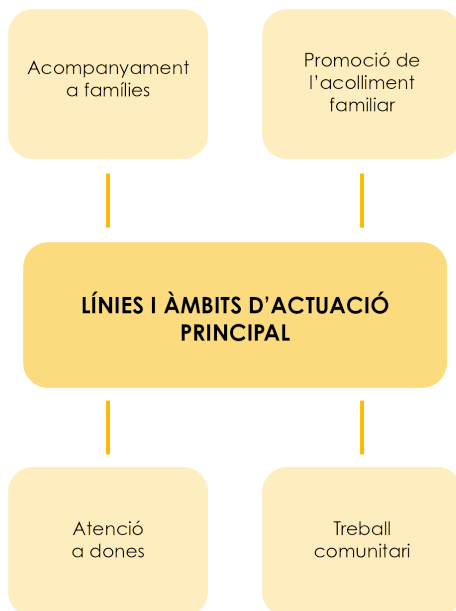 Acompanyament
a famílies
Promoció de
l’acolliment
familiar
LÍNIES I ÀMBITS D’ACTUACIÓ
PRINCIPAL
Atenció
a dones
Treball
comunitari